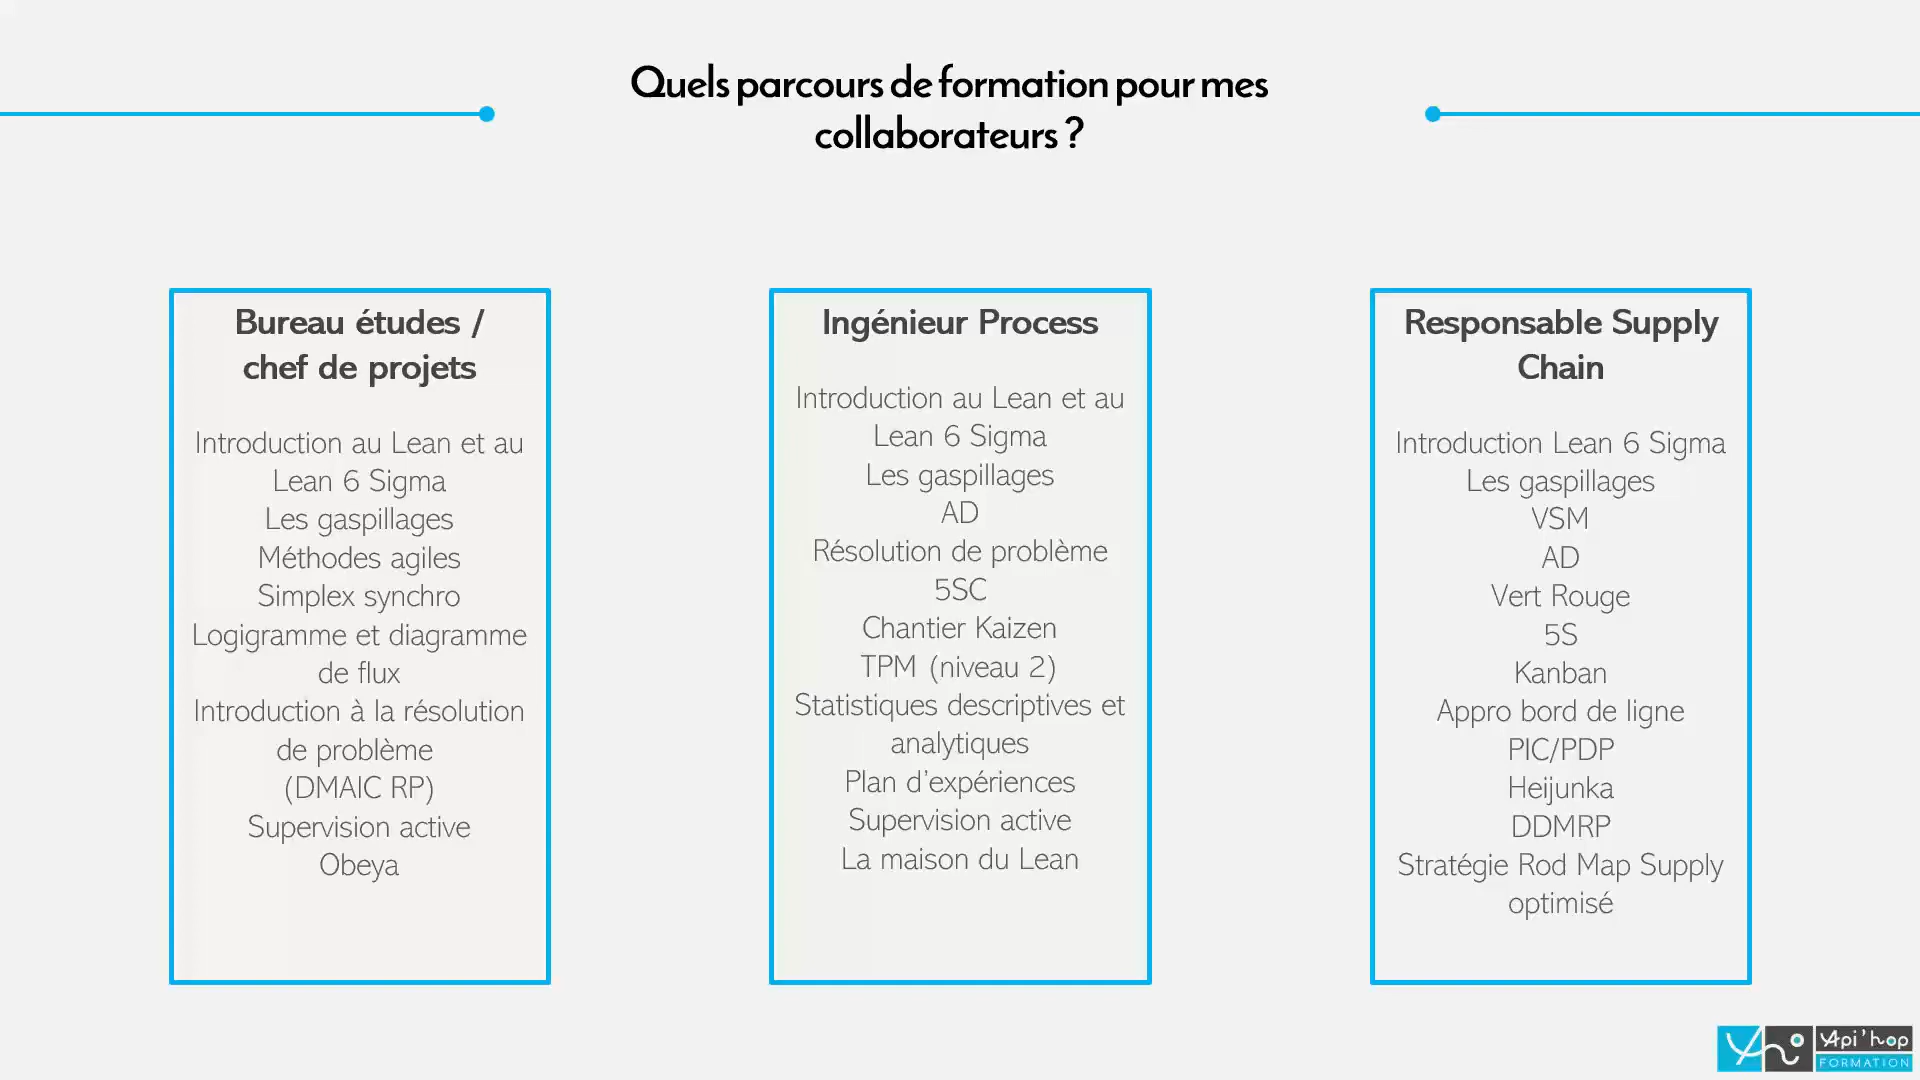 Quels parcours de formation pour mes
collaborateurs ?
Bureau études /
chef de projets
Introduction au Lean et au
Lean 6 Sigma
Les gaspillages
Méthodes agiles
Simplex synchro
Logigramme et diagramme
de flux
Introduction à la résolution
de problème
(DMAIC RP)
Supervision active
Obeya
Ingénieur Process
Introduction au Lean et au
Lean 6 Sigma
Les gaspillages
AD
Résolution de problème
5SC
Chantier Kaizen
TPM (niveau 2)
Statistiques descriptives et
analytiques
Plan d’expériences
Supervision active
La maison du Lean
Responsable Supply
Chain
Introduction Lean 6 Sigma
Les gaspillages
VSM
AD
Vert Rouge
5S
Kanban
Appro bord de ligne
PIC/PDP
Heijunka
DDMRP
Stratégie Rod Map Supply
optimisé
Api'hop
FORMATION